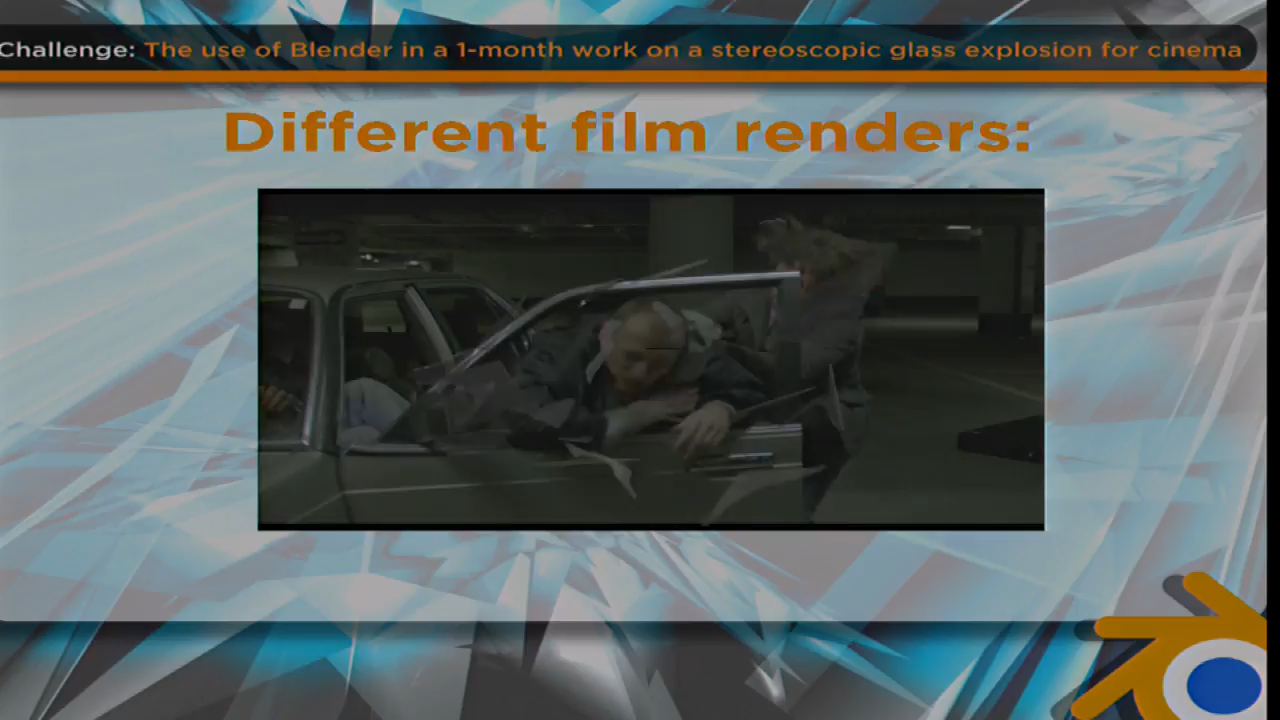 Challenge: The use of Blender in a 1-month work on a stereoscopic glass explosion for cinema
Different film renders: